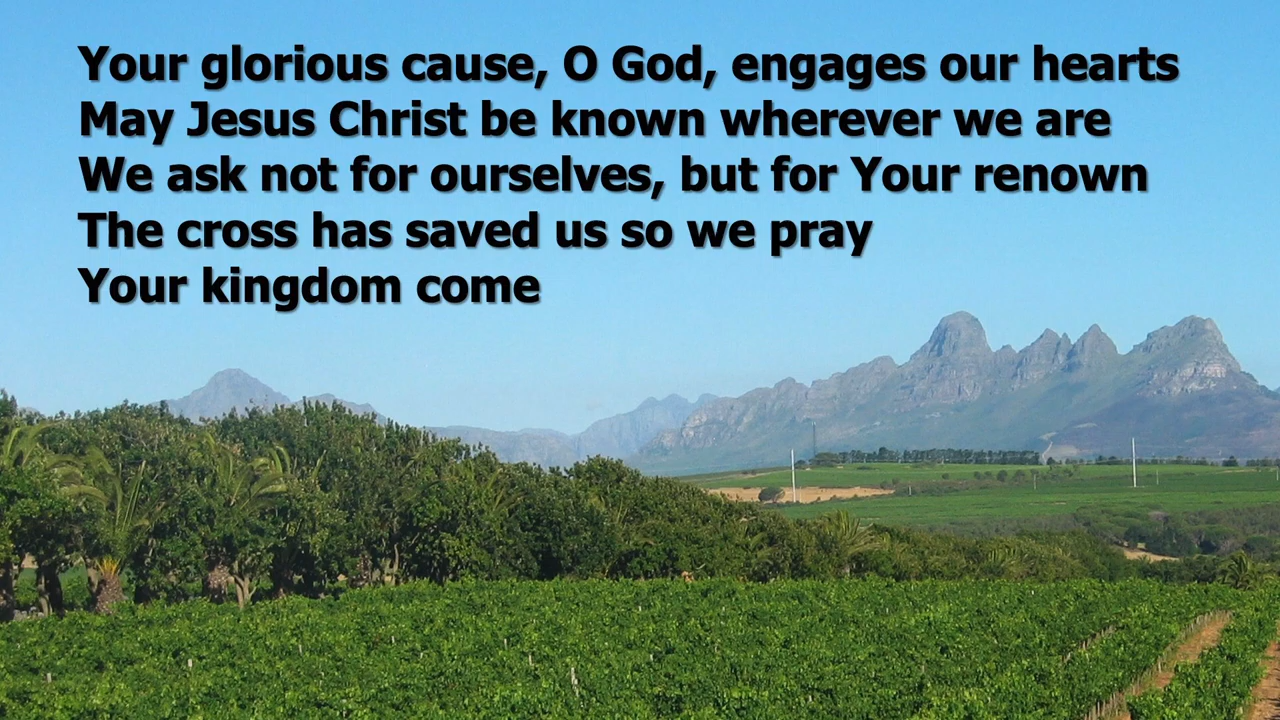 Your glorious cause, O God, engages our hearts
May Jesus Christ be known wherever we are
We ask not for ourselves, but for Your renown
The cross has saved us so we pray
Your kingdom come